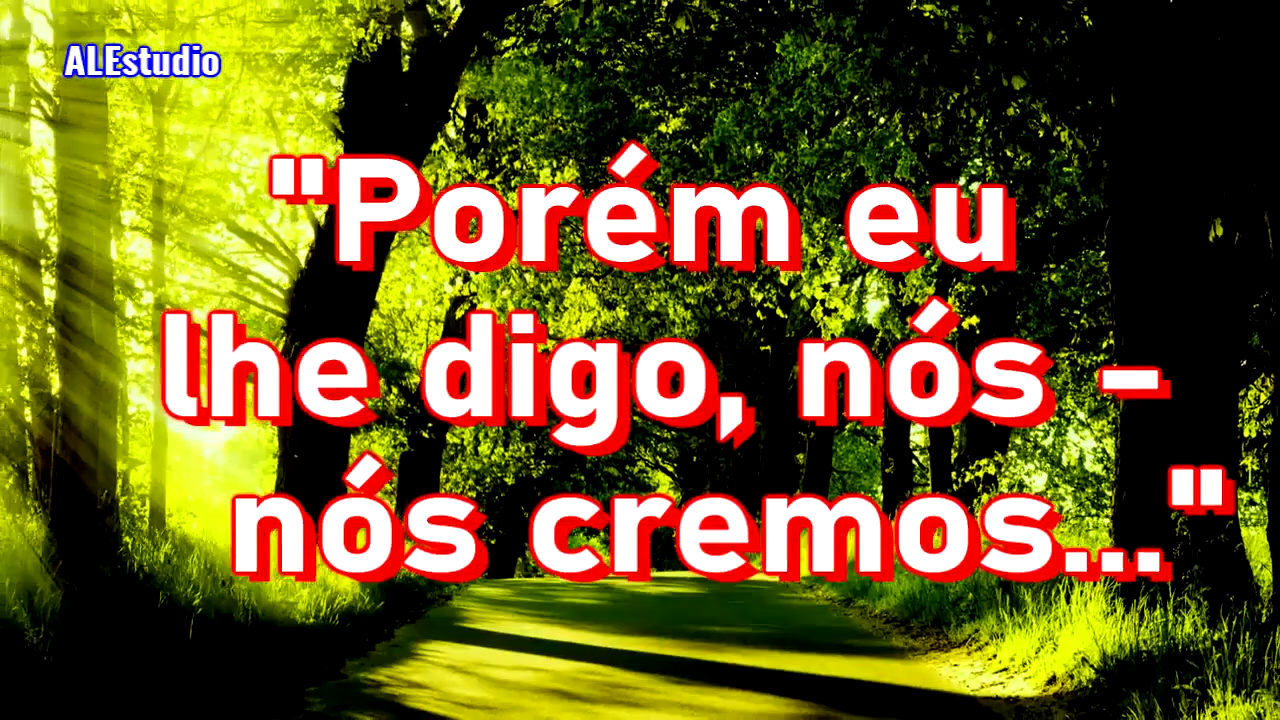 ALEstudio
"Porém eu
lhe digo, nós -
nós cremos..."